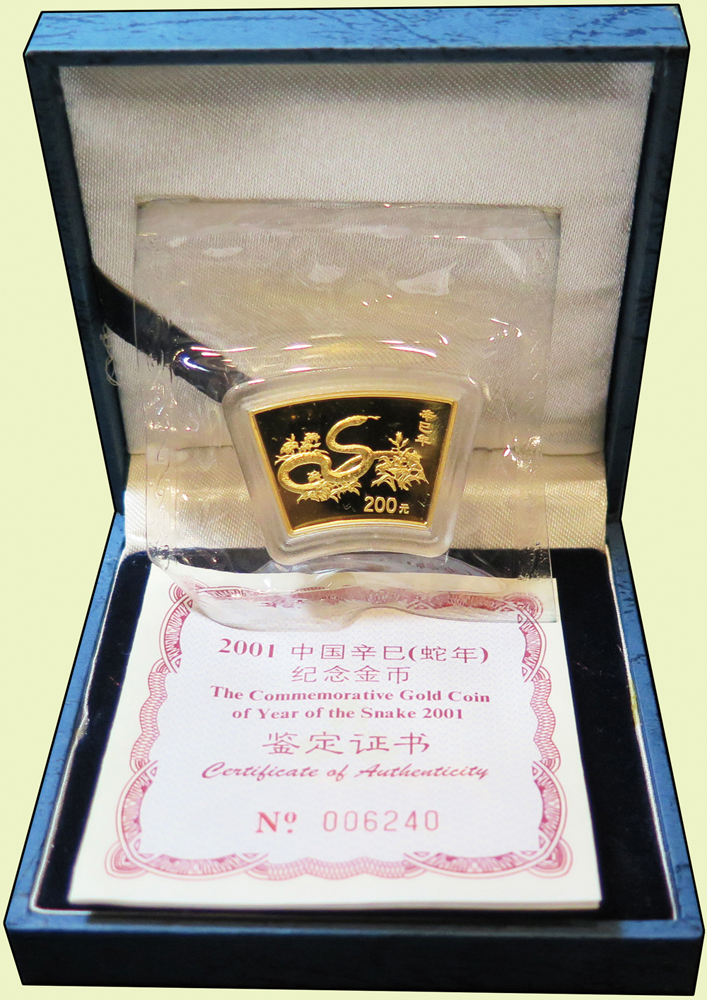 辛巳年
200元
2001 中国辛巳(蛇年)
纪念金币
The Commemorative Gold Coin
of Year of the Snake 2001
鉴定证书
Certificate of Authenticity
Nº 006240